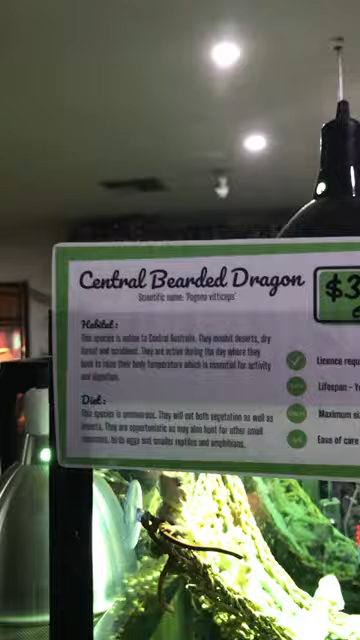 Central Bearded Dragon
Scientific name: 'Pogona vitticeps'
$3
Habitat:
This species is native to Central Australia. They inhabit deserts, dry
forest and scrubland. They are active during the day where they
bask to raise their body temperature which is essential for activity
and digestion.
Licence requ
Lifespan - Y
Diet:
This species is omnivorous. They will eat both vegetation as well as
insects. They are opportunistic so may also hunt for other small
mammals, birds eggs and smaller reptiles and amphibians.
Maximum si
Ease of care